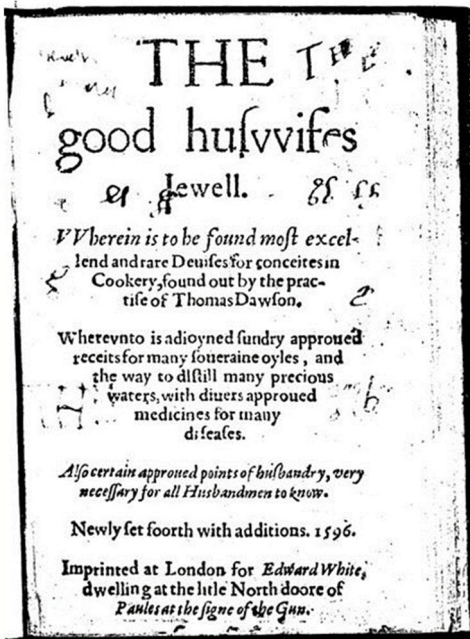 THE
good huſvvifes
Iewell.
VVherein is to be found moſt excel-
lend and rare Deuiſes for conceites in
Cookery, found out by the prac-
tiſe of Thomas Dawſon.
Wherevnto is adioyned ſundry approued
receits for many ſoueraine oyles, and
the way to diſtill many precious
waters, with diuers approued
medicines for many
diſeaſes.
Alſo certain approued points of huſbandry, very
neceſſary for all Husbandmen to know.
Newly ſet foorth with additions. 1596.
Imprinted at London for Edward White,
dwelling at the litle North doore of
Paules at the ſigne of the Gun.